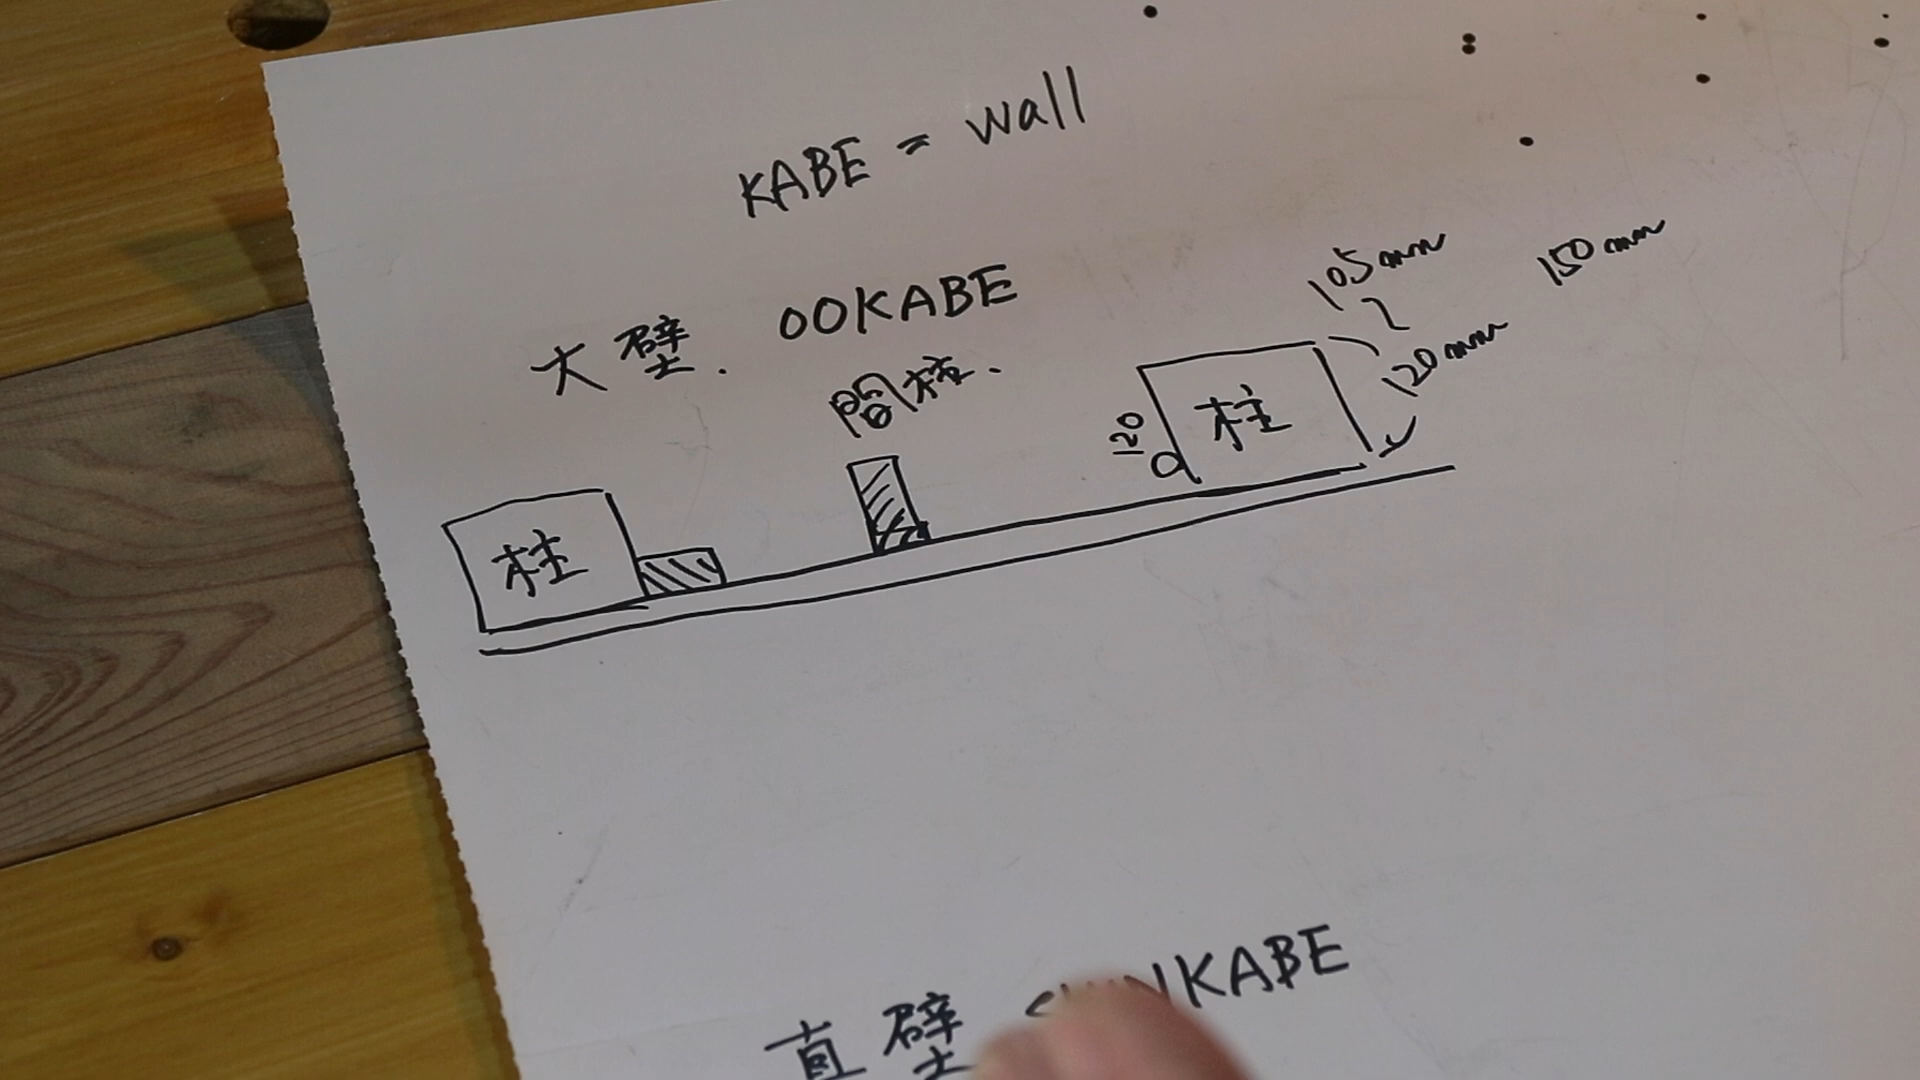 KABE = wall
大壁. OOKABE
間柱.
105mm
150mm
〜
120mm
120
柱
柱
真壁 KABE